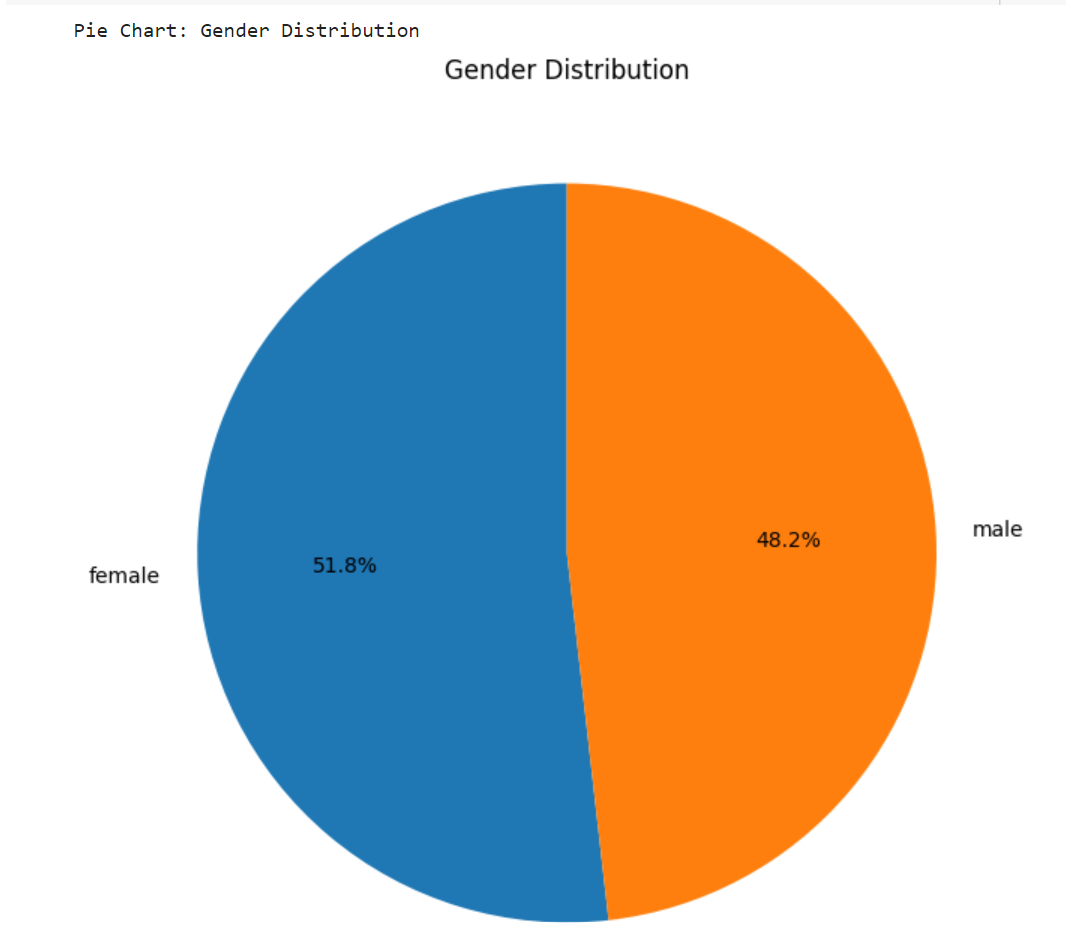 Pie Chart: Gender Distribution
Gender Distribution
male
48.2%
51.8%
female